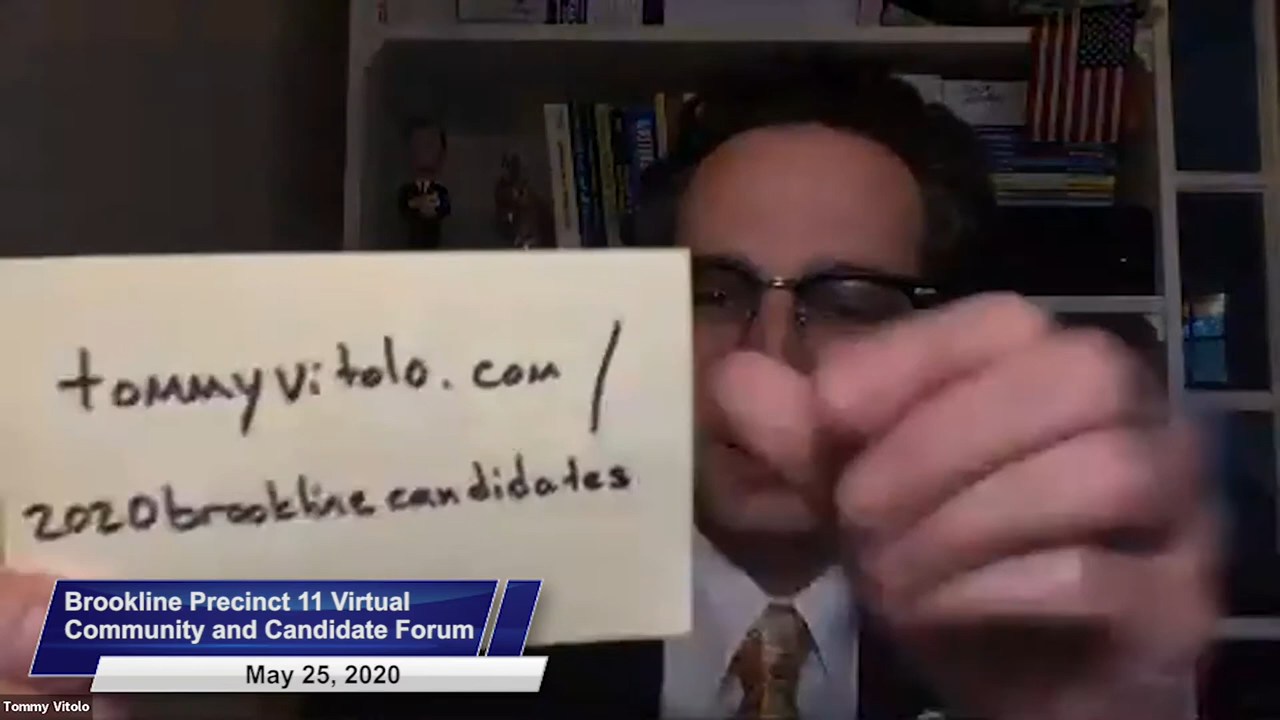 tommyvitolo.com/
2020brooklinecandidates
Brookline Precinct 11 Virtual
Community and Candidate Forum
May 25, 2020
Tommy Vitolo